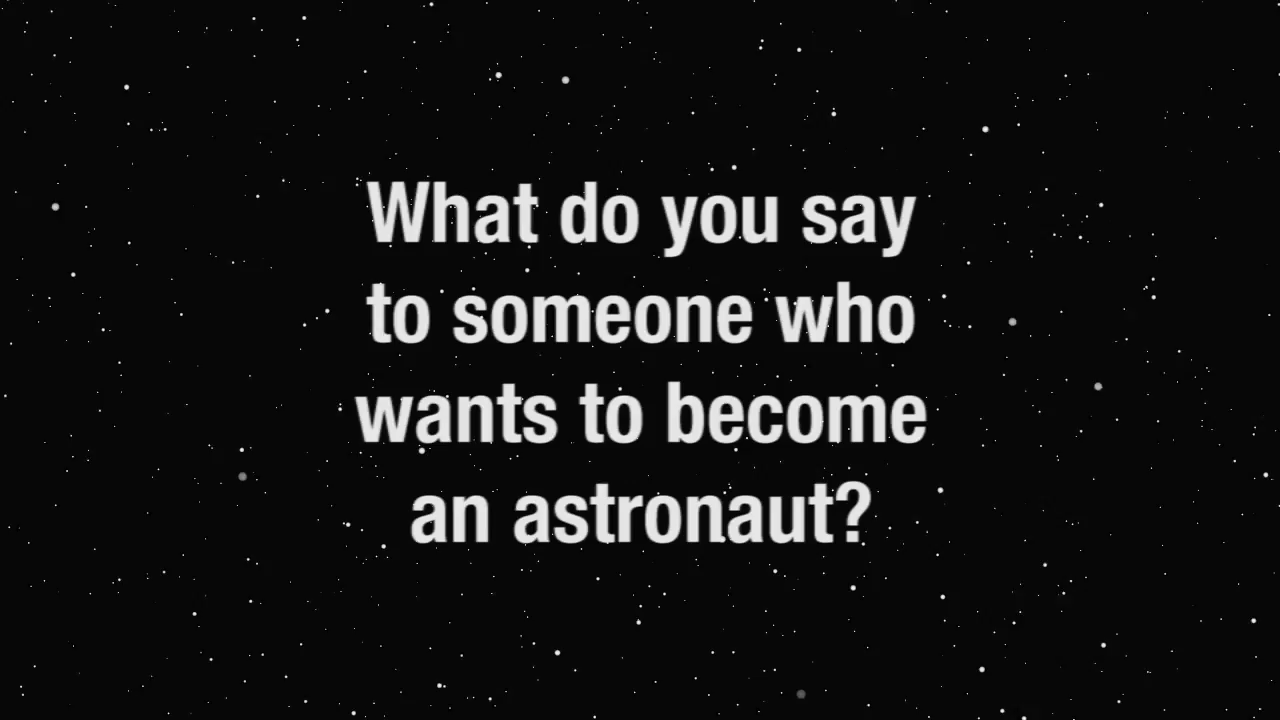 What do you say
to someone who
wants to become
an astronaut?